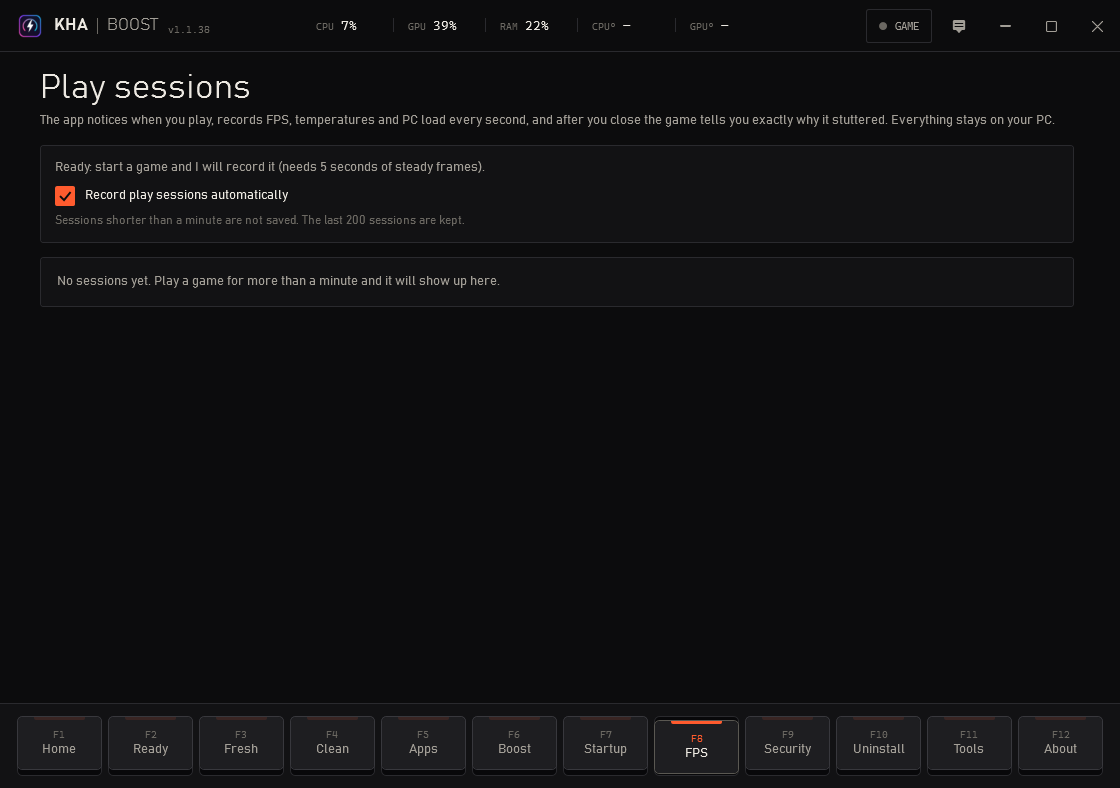 KHA | BOOST v1.1.38
CPU 7% GPU 39% RAM 22% CPU° — GPU° — GAME
Play sessions
The app notices when you play, records FPS, temperatures and PC load every second, and after you close the game tells you exactly why it stuttered. Everything stays on your PC.
Ready: start a game and I will record it (needs 5 seconds of steady frames).
Record play sessions automatically
Sessions shorter than a minute are not saved. The last 200 sessions are kept.
No sessions yet. Play a game for more than a minute and it will show up here.
F1 F2 F3 F4 F5 F6 F7 F8 F9 F10 F11 F12
Home Ready Fresh Clean Apps Boost Startup FPS Security Uninstall Tools About